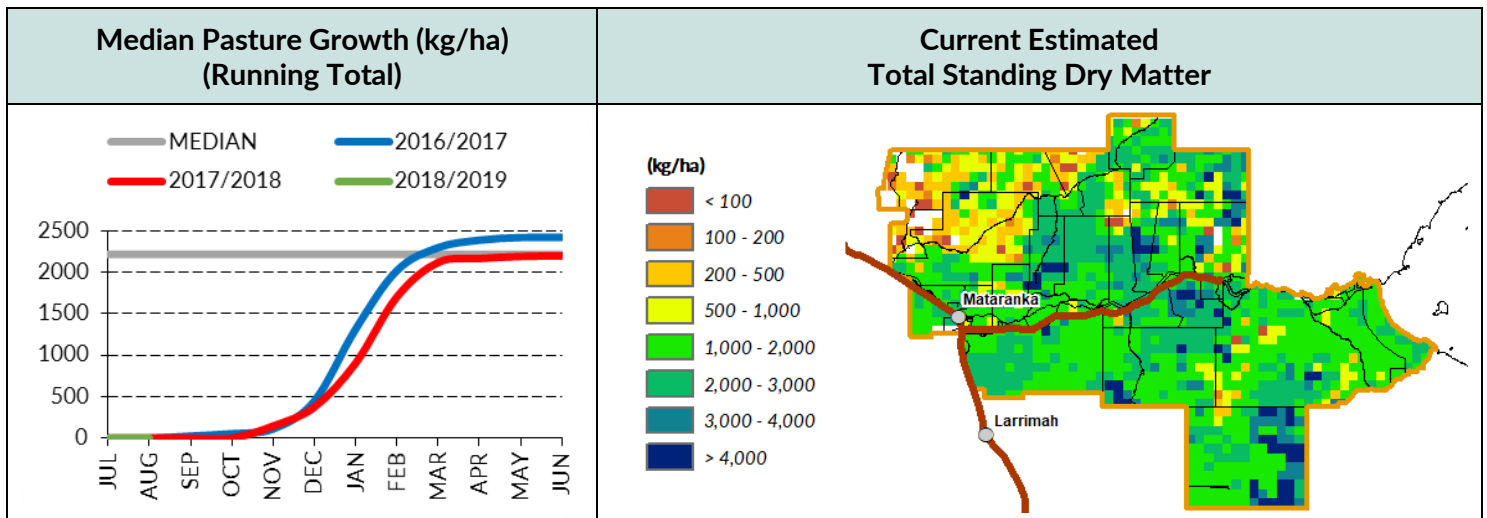 Median Pasture Growth (kg/ha)
(Running Total)
Current Estimated
Total Standing Dry Matter
MEDIAN
2016/2017
2017/2018
2018/2019
2500
2000
1500
1000
500
0
JUL
AUG
SEP
OCT
NOV
DEC
JAN
FEB
MAR
APR
MAY
JUN
(kg/ha)
< 100
100 - 200
200 - 500
500 - 1,000
1,000 - 2,000
2,000 - 3,000
3,000 - 4,000
> 4,000
Mataranka
Larrimah